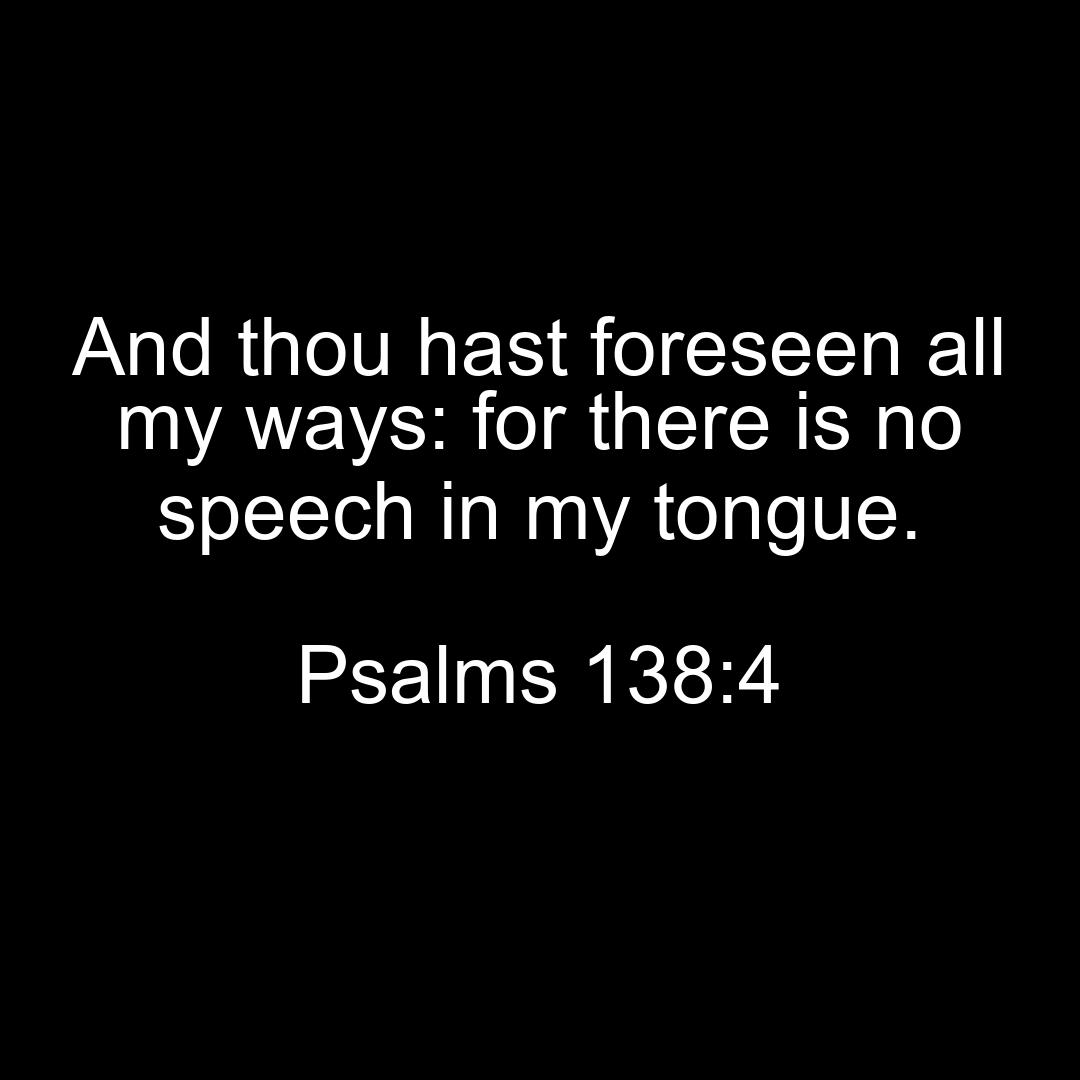 And thou hast foreseen all
my ways: for there is no
speech in my tongue.
Psalms 138:4